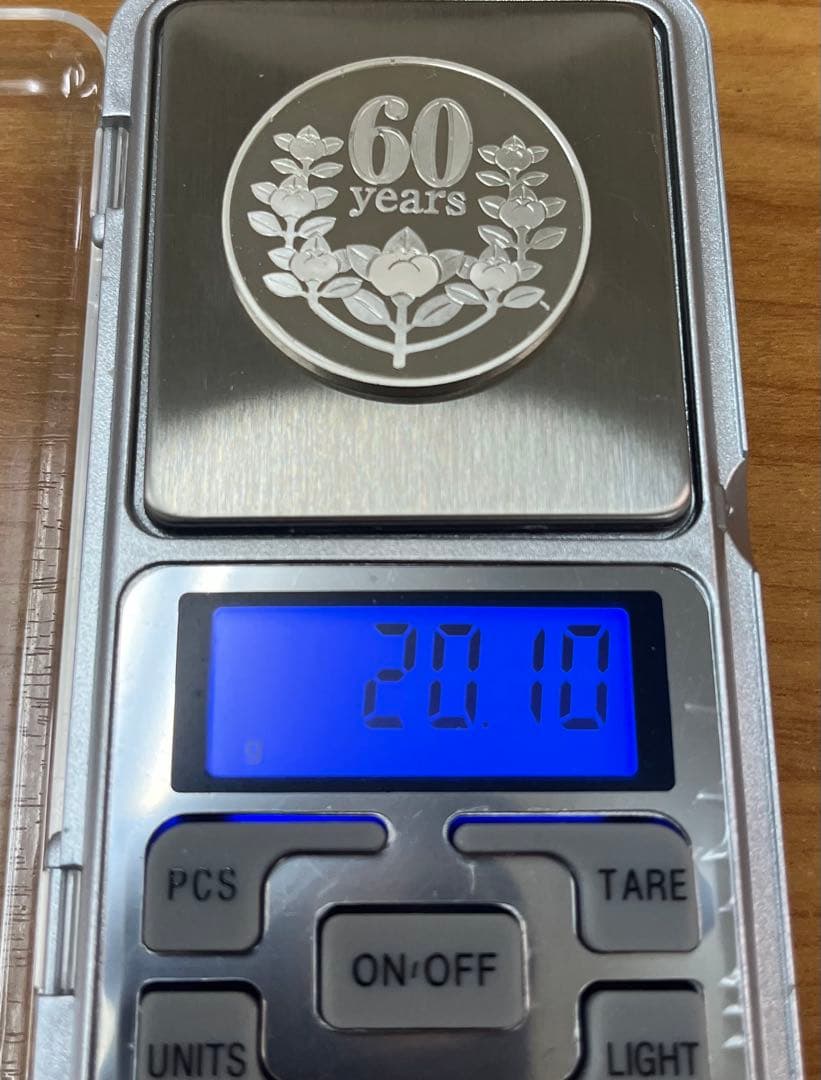 60
years
20.10
g
PCS
TARE
ON/OFF
UNITS
LIGHT